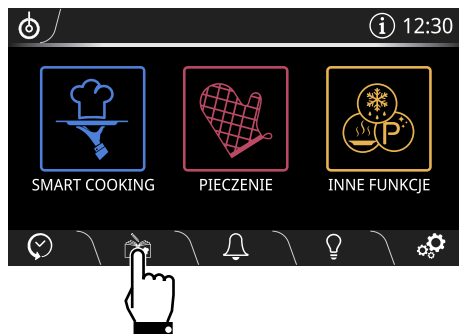 12:30
SMART COOKING
PIECZENIE
INNE FUNKCJE
P